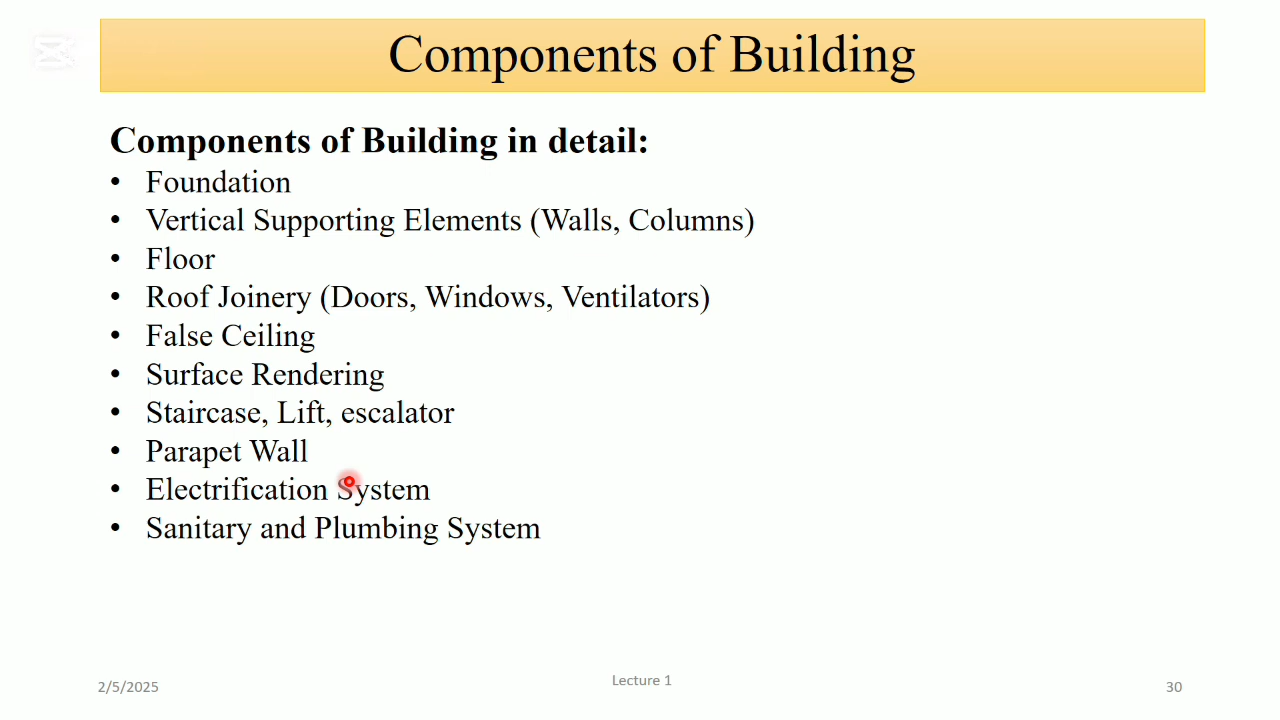 Components of Building
Components of Building in detail:
• Foundation
• Vertical Supporting Elements (Walls, Columns)
• Floor
• Roof Joinery (Doors, Windows, Ventilators)
• False Ceiling
• Surface Rendering
• Staircase, Lift, escalator
• Parapet Wall
• Electrification System
• Sanitary and Plumbing System
2/5/2025
Lecture 1
30